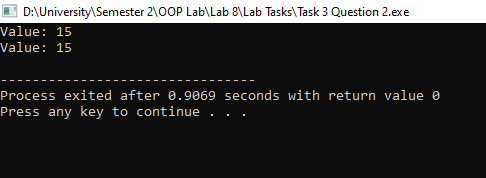 D:\University\Semester 2\OOP Lab\Lab 8\Lab Tasks\Task 3 Question 2.exe
Value: 15
Value: 15
--------------------------------
Process exited after 0.9069 seconds with return value 0
Press any key to continue . . .